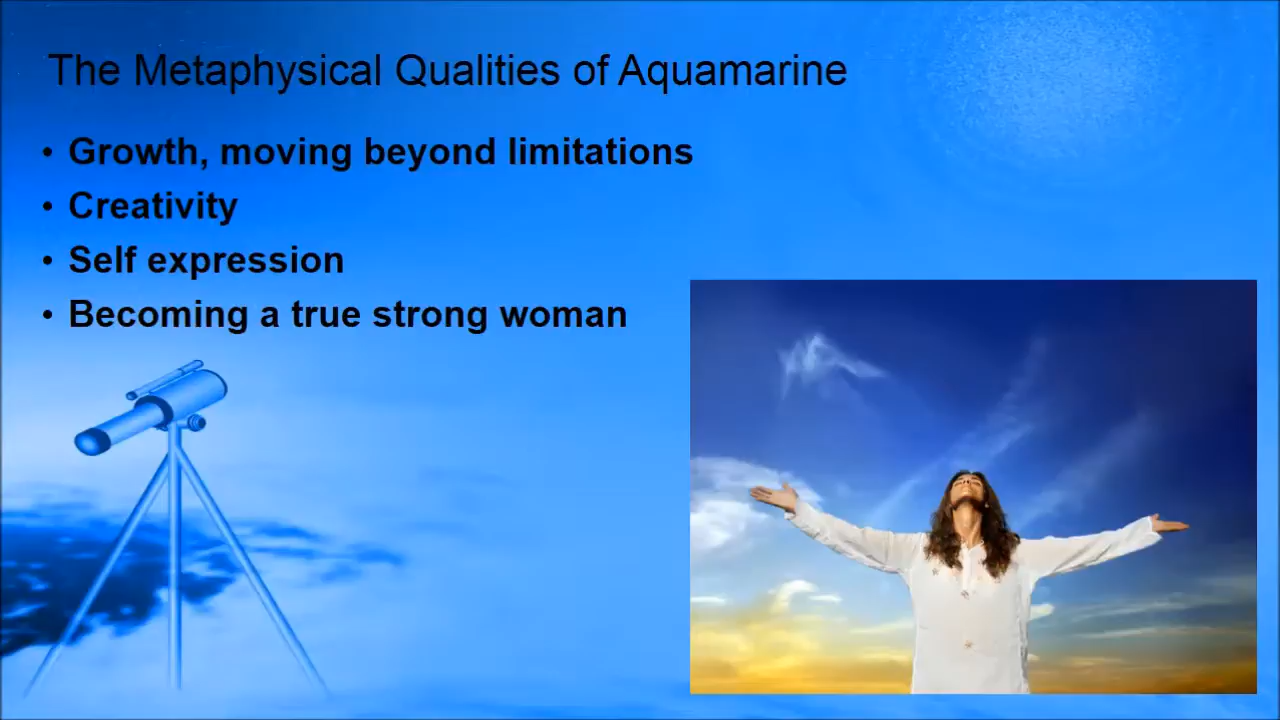 The Metaphysical Qualities of Aquamarine
• Growth, moving beyond limitations
• Creativity
• Self expression
• Becoming a true strong woman